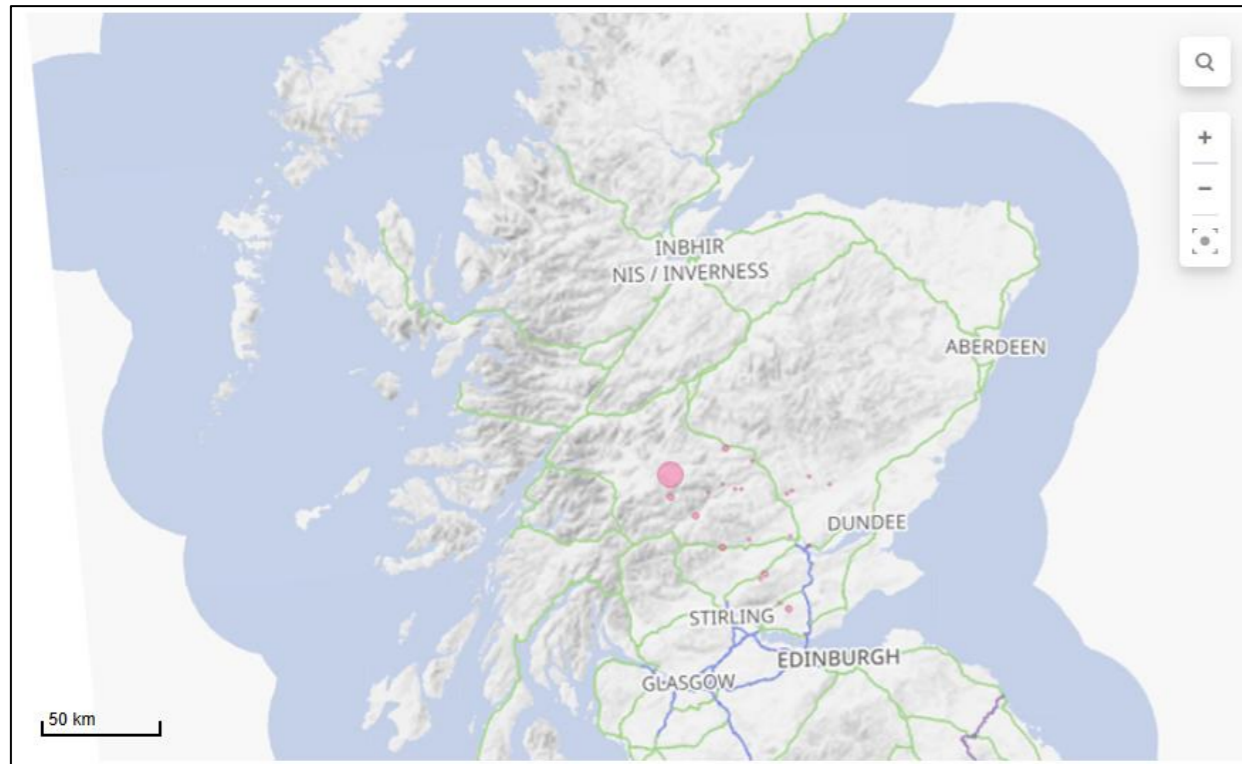 INBHIR
NIS / INVERNESS
ABERDEEN
DUNDEE
STIRLING
EDINBURGH
GLASGOW
50 km
+
−